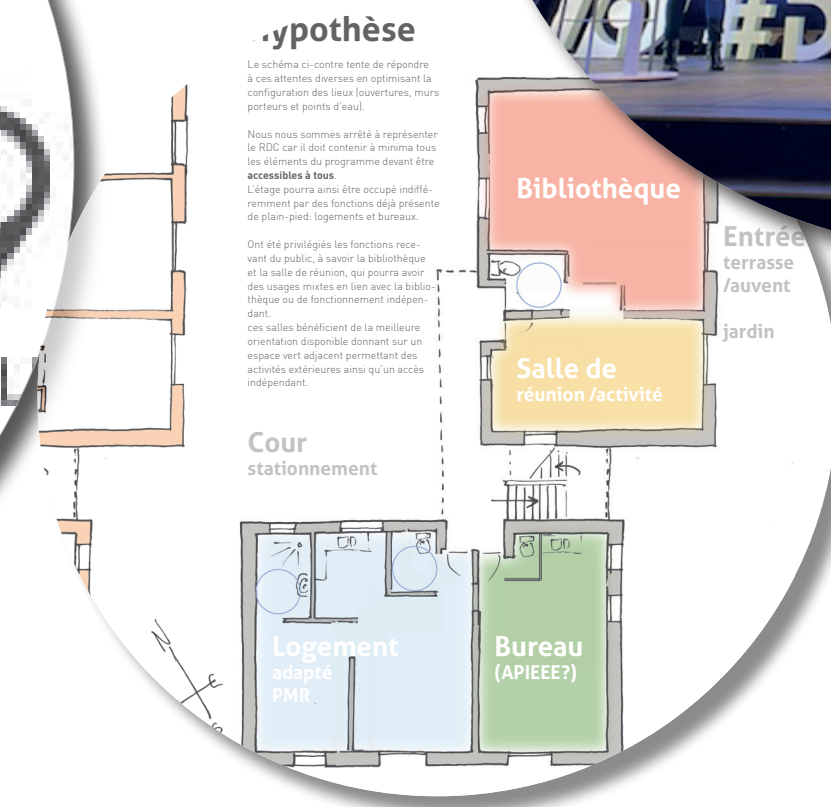 ypothèse
Le schéma ci-contre tente de répondre
à ces attentes diverses en optimisant la
configuration des lieux (ouvertures, murs
porteurs et points d'eau).
Nous nous sommes arrêté à représenter
le RDC car il doit contenir à minima tous
les éléments du programme devant être
accessibles à tous.
L'étage pourra ainsi être occupé indiffé-
remment par des fonctions déjà présente
de plain-pied: logements et bureaux.
Ont été privilégiés les fonctions rece-
vant du public, à savoir la bibliothèque
et la salle de réunion, qui pourra avoir
des usages mixtes en lien avec la biblio-
thèque ou de fonctionnement indépen-
dant.
ces salles bénéficient de la meilleure
orientation disponible donnant sur un
espace vert adjacent permettant des
activités extérieures ainsi qu'un accès
indépendant.
Cour
stationnement
Bibliothèque
Entrée
terrasse
/auvent
jardin
Salle de
réunion /activité
Logement
adapté
PMR
Bureau
(APIEEE?)
N
E
S
#D
L